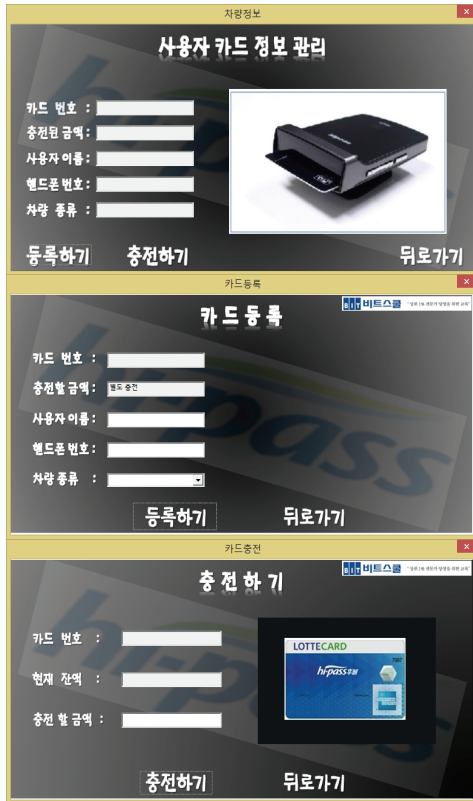 차량정보
사용자 카드 정보 관리
카드 번호 :
충전된 금액 :
사용자 이름 :
핸드폰 번호 :
차량 종류 :
등록하기 충전하기 뒤로가기
카드등록
BIT 비트스쿨
카 드 등 록
카드 번호 :
충전할 금액 : 별도 충전
사용자 이름 :
핸드폰 번호 :
차량 종류 :
hi-pass
등록하기 뒤로가기
카드충전
BIT 비트스쿨
충 전 하 기
카드 번호 :
현재 잔액 :
충전 할 금액 :
LOTTECARD
hi-pass
충전하기 뒤로가기